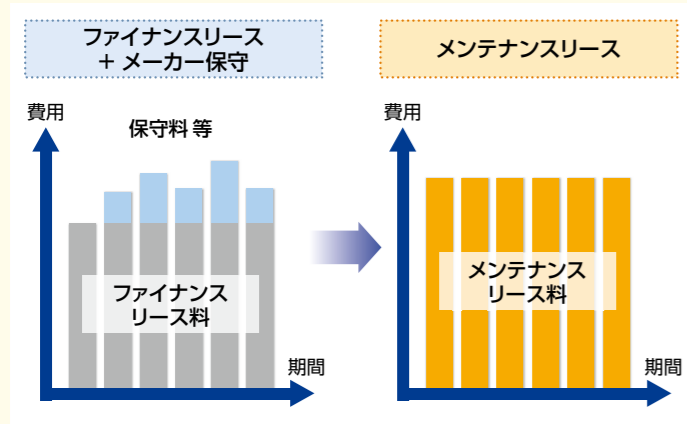 ファイナンスリース
+ メーカー保守
メンテナンスリース
費用
保守料 等
ファイナンス
リース料
期間
費用
メンテナンス
リース料
期間